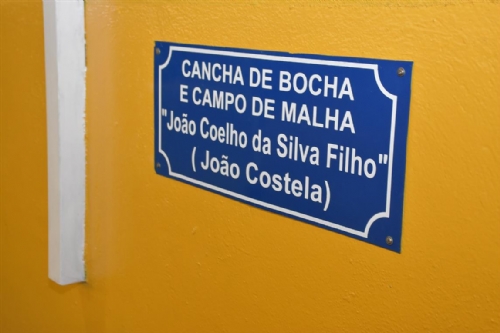 CANCHA DE BOCHA
E CAMPO DE MALHA
"João Coelho da Silva Filho"
( João Costela)